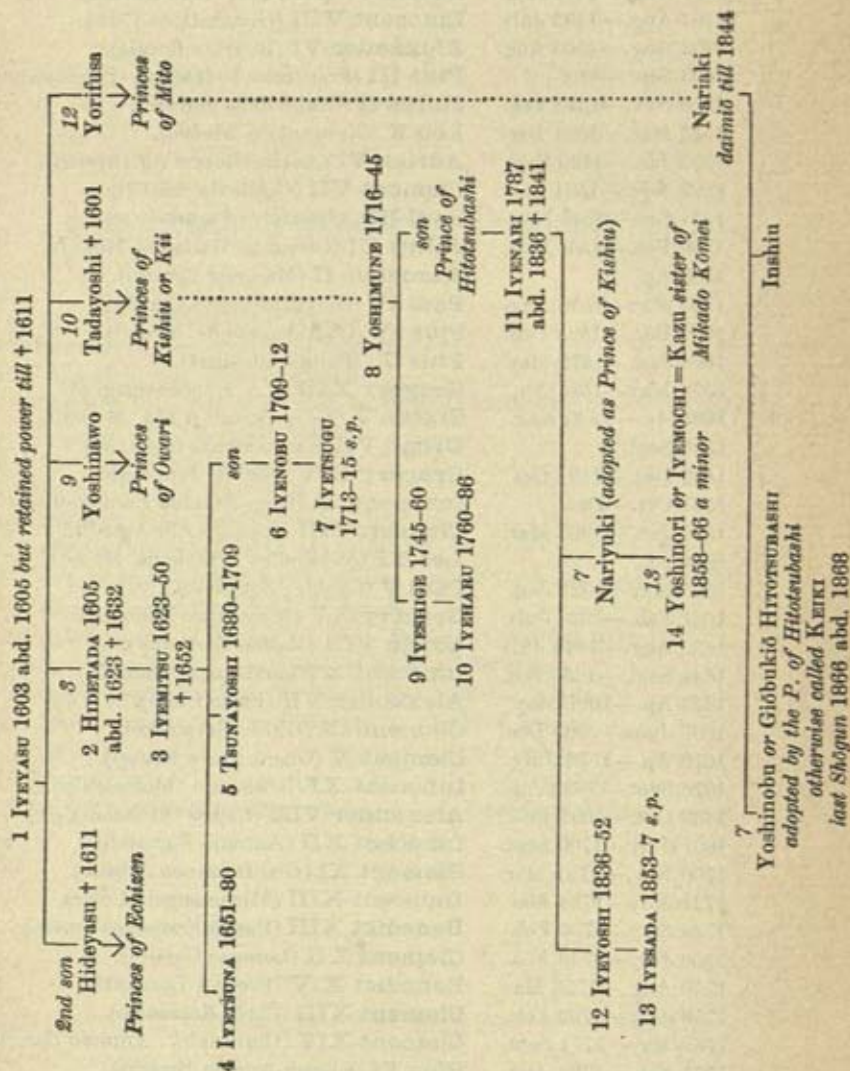 1 IYEYASU 1603 abd. 1605 but retained power till † 1611
2nd son
Hideyasu † 1611
Princes of Echizen
3
2 HIDETADA 1605
abd. 1623 † 1632
3 IYEMITSU 1623–50
† 1652
9
Yoshinawo
Princes
of Owari
10
Tadayoshi † 1601
Princes of
Kishiu or Kii
12
Yorifusa
Princes
of Mito
4 IYETSUNA 1651–80
5 TSUNAYOSHI 1680–1709
son
6 IYENOBU 1709–12
7 IYETSUGU
1713–15 s.p.
8 YOSHIMUNE 1716–45
9 IYESHIGE 1745–60
10 IYEHARU 1760–86
son
Prince of
Hitotsubashi
11 IYENARI 1787
abd. 1836 † 1841
12 IYEYOSHI 1836–52
13 IYESADA 1853–7 s.p.
7
Nariyuki (adopted as Prince of Kishiu)
13
14 Yoshinori or IYEMOCHI = Kazu sister of
1858–66 a minor Mikado Kōmei
Nariaki
daimiō till 1844
7
Yoshinobu or Giōbukiō HITOTSUBASHI
adopted by the P. of Hitotsubashi
otherwise called KEIKI
last Shōgun 1866 abd. 1868
Inshiu